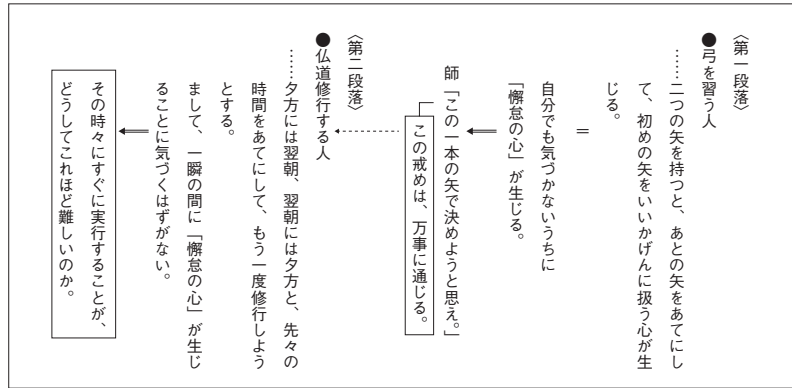 〈第一段落〉
●弓を習う人
……二つの矢を持つと、あとの矢をあてにし
て、初めの矢をいいかげんに扱う心が生
じる。
＝
自分でも気づかないうちに
「懈怠の心」が生じる。
師「この一本の矢で決めようと思え。」
この戒めは、万事に通じる。
〈第二段落〉
●仏道修行する人
……夕方には翌朝、翌朝には夕方と、先々の
時間をあてにして、もう一度修行しよう
とする。
まして、一瞬の間に「懈怠の心」が生じ
ることに気づくはずがない。
その時々にすぐに実行することが、
どうしてこれほど難しいのか。